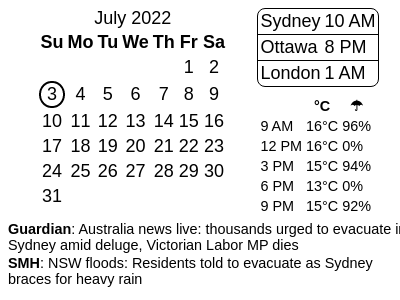 July 2022
Su Mo Tu We Th Fr Sa
1 2
3 4 5 6 7 8 9
10 11 12 13 14 15 16
17 18 19 20 21 22 23
24 25 26 27 28 29 30
31
Sydney 10 AM
Ottawa 8 PM
London 1 AM
°C ☂
9 AM 16°C 96%
12 PM 16°C 0%
3 PM 15°C 94%
6 PM 13°C 0%
9 PM 15°C 92%
Guardian: Australia news live: thousands urged to evacuate i
Sydney amid deluge, Victorian Labor MP dies
SMH: NSW floods: Residents told to evacuate as Sydney
braces for heavy rain